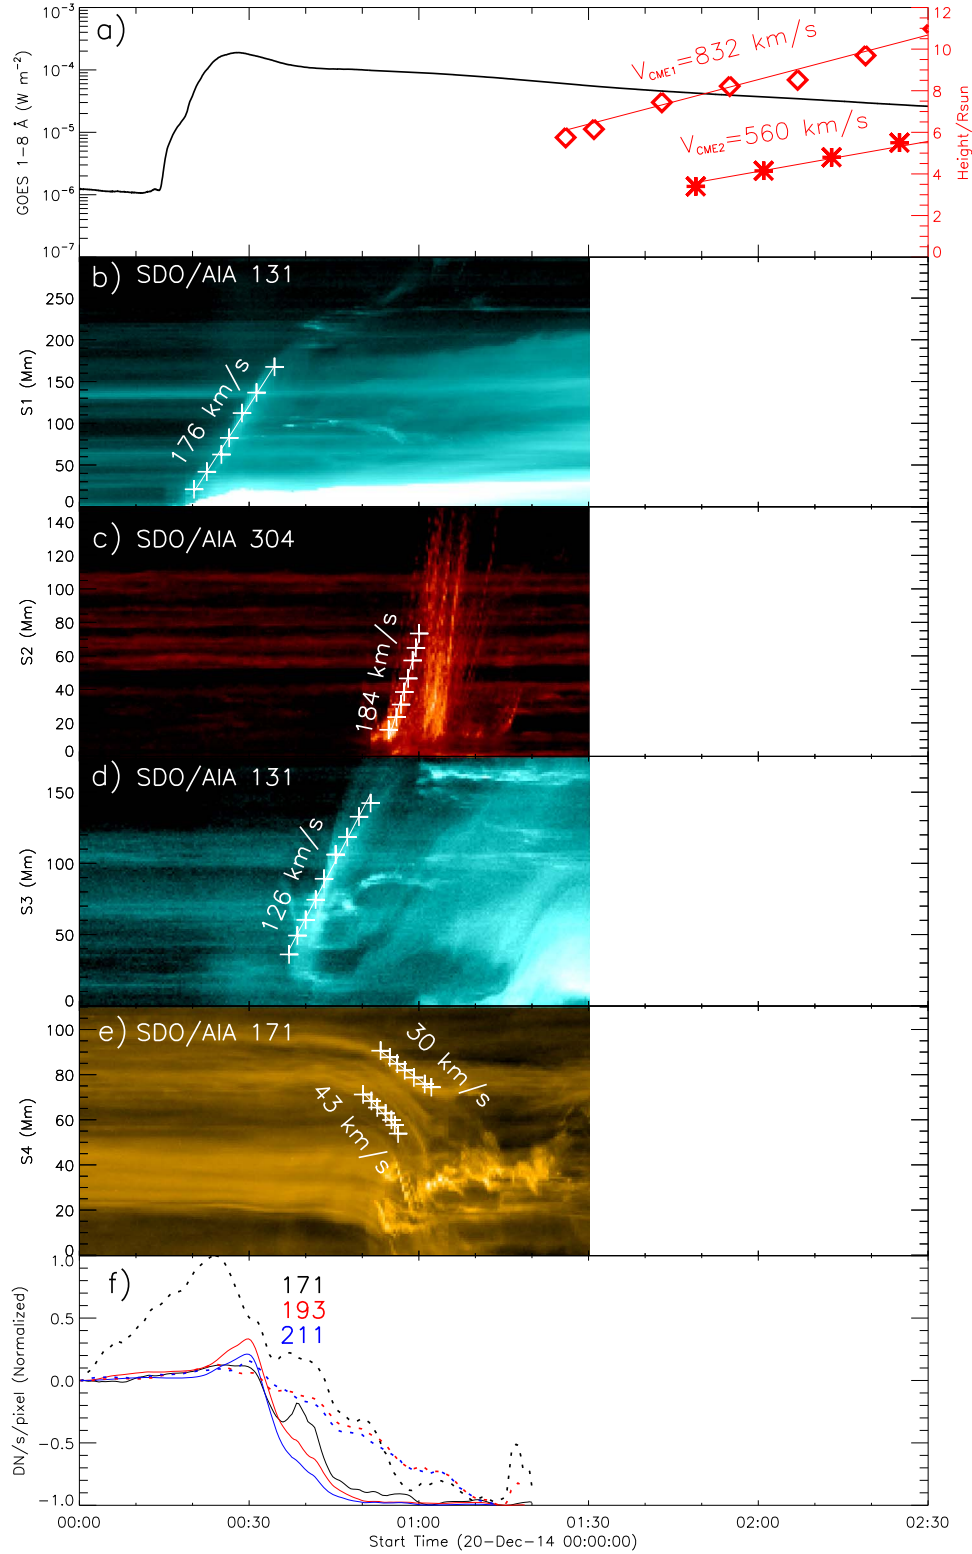 a)
GOES 1−8 Å (W m−2)
10−3
10−4
10−5
10−6
10−7
VCME1=832 km/s
VCME2=560 km/s
12
10
8
6
4
2
0
Height/Rsun
b) SDO/AIA 131
S1 (Mm)
250
200
150
100
50
0
176 km/s
c) SDO/AIA 304
S2 (Mm)
140
120
100
80
60
40
20
0
184 km/s
d) SDO/AIA 131
S3 (Mm)
150
100
50
0
126 km/s
e) SDO/AIA 171
S4 (Mm)
100
80
60
40
20
0
30 km/s
43 km/s
f)
171
193
211
DN/s/pixel (Normalized)
1.0
0.5
0.0
−0.5
−1.0
00:00 00:30 01:00 01:30 02:00 02:30
Start Time (20−Dec−14 00:00:00)